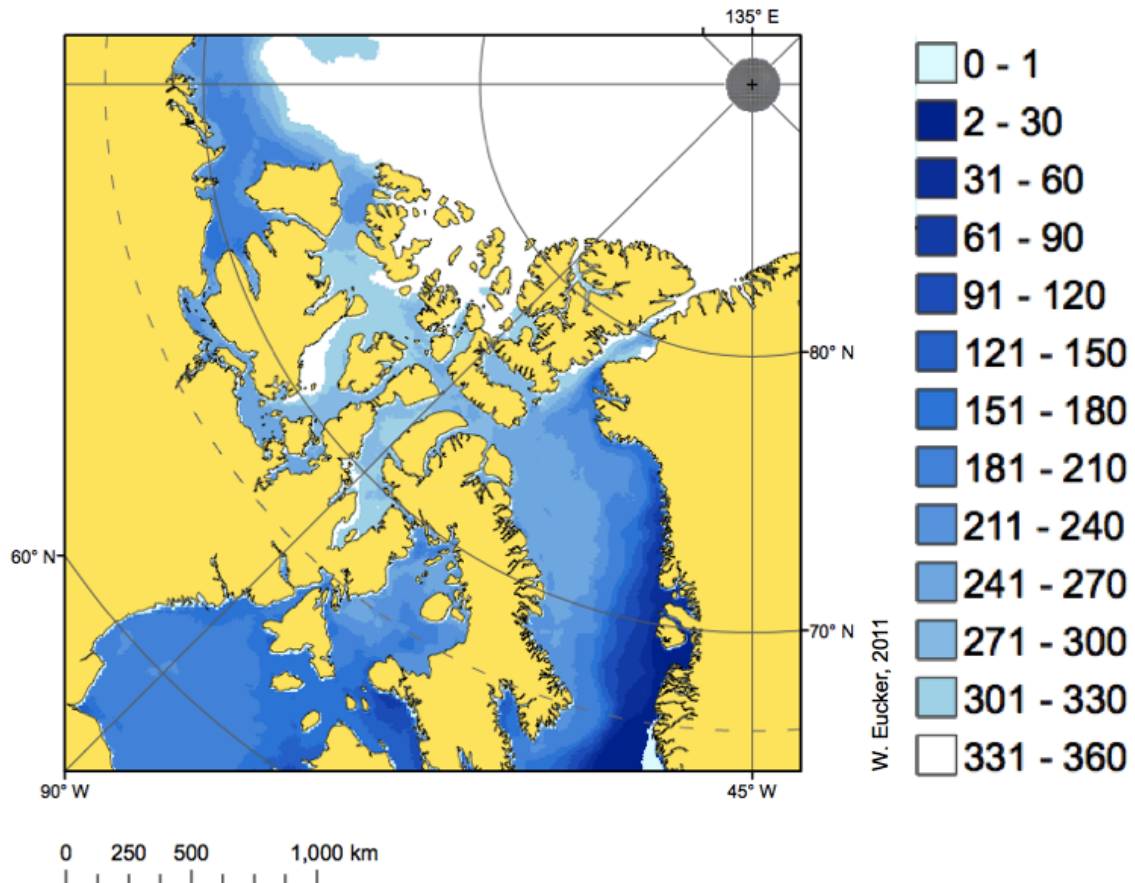 135° E
0 - 1
2 - 30
31 - 60
61 - 90
91 - 120
121 - 150
151 - 180
181 - 210
211 - 240
241 - 270
271 - 300
301 - 330
331 - 360
80° N
60° N
70° N
W. Eucker, 2011
90° W
45° W
0 250 500 1,000 km